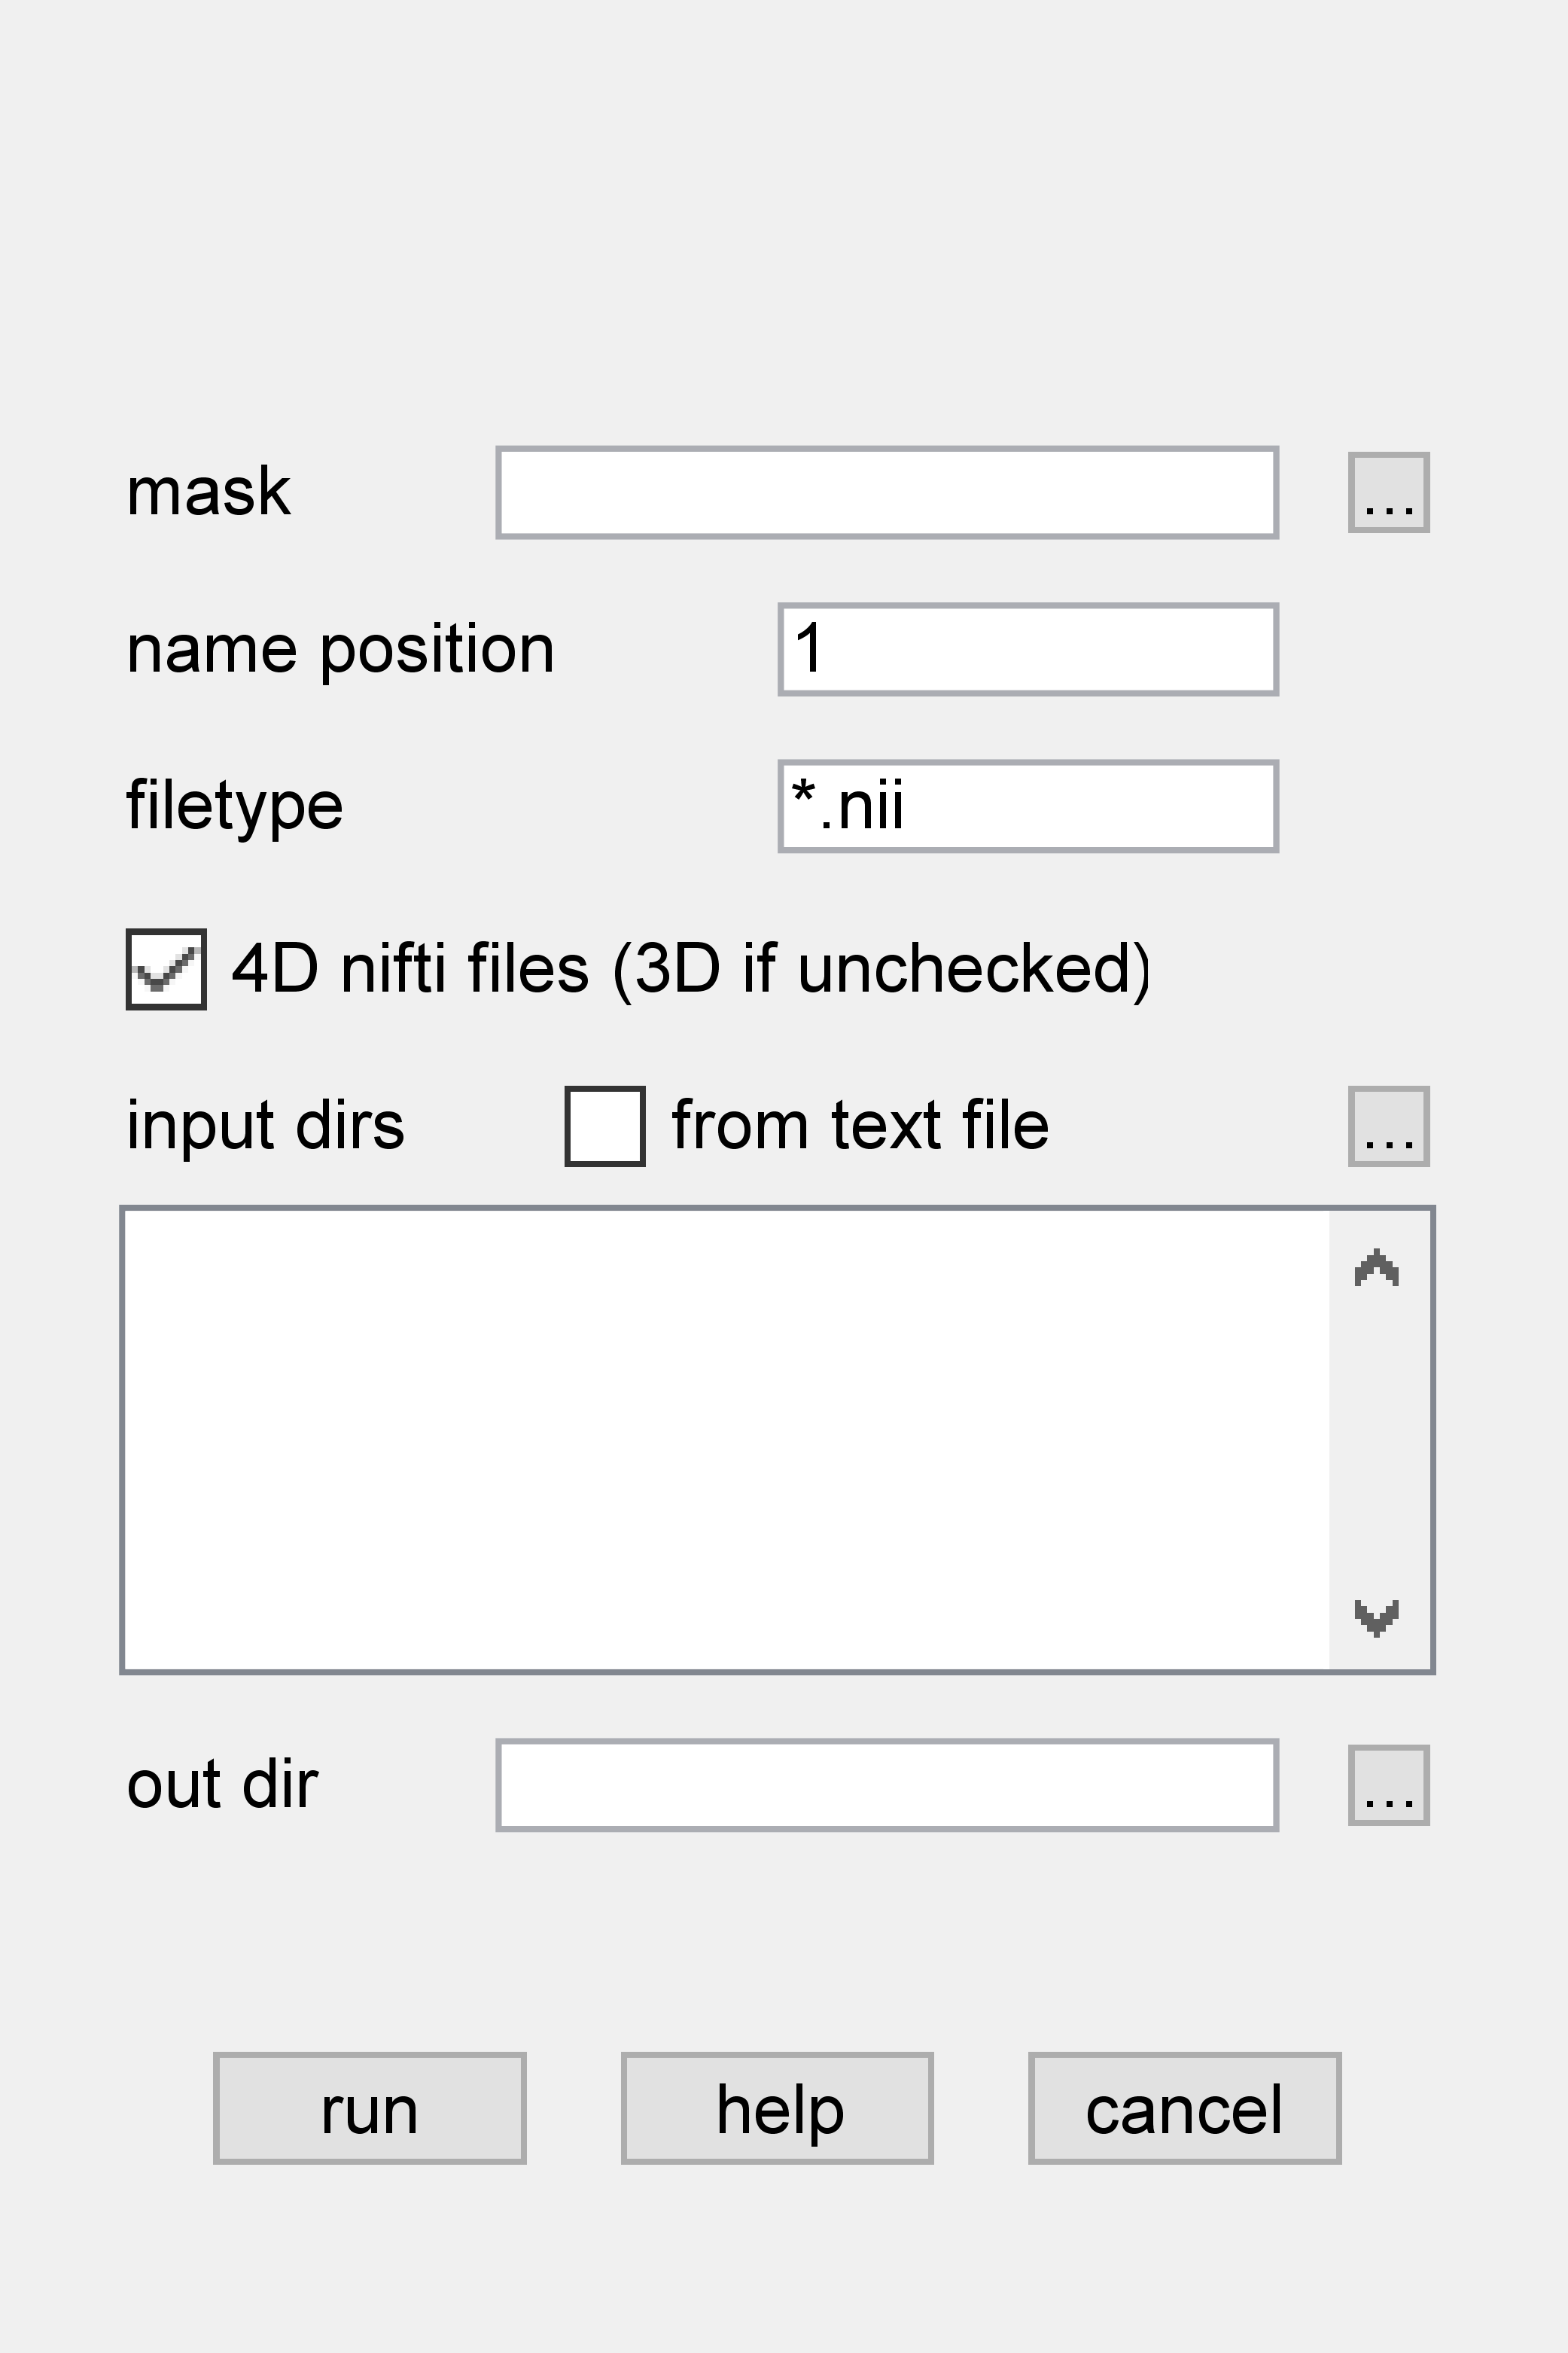 mask ...
name position 1
filetype *.nii
4D nifti files (3D if unchecked)
input dirs from text file ...
out dir ...
run help cancel